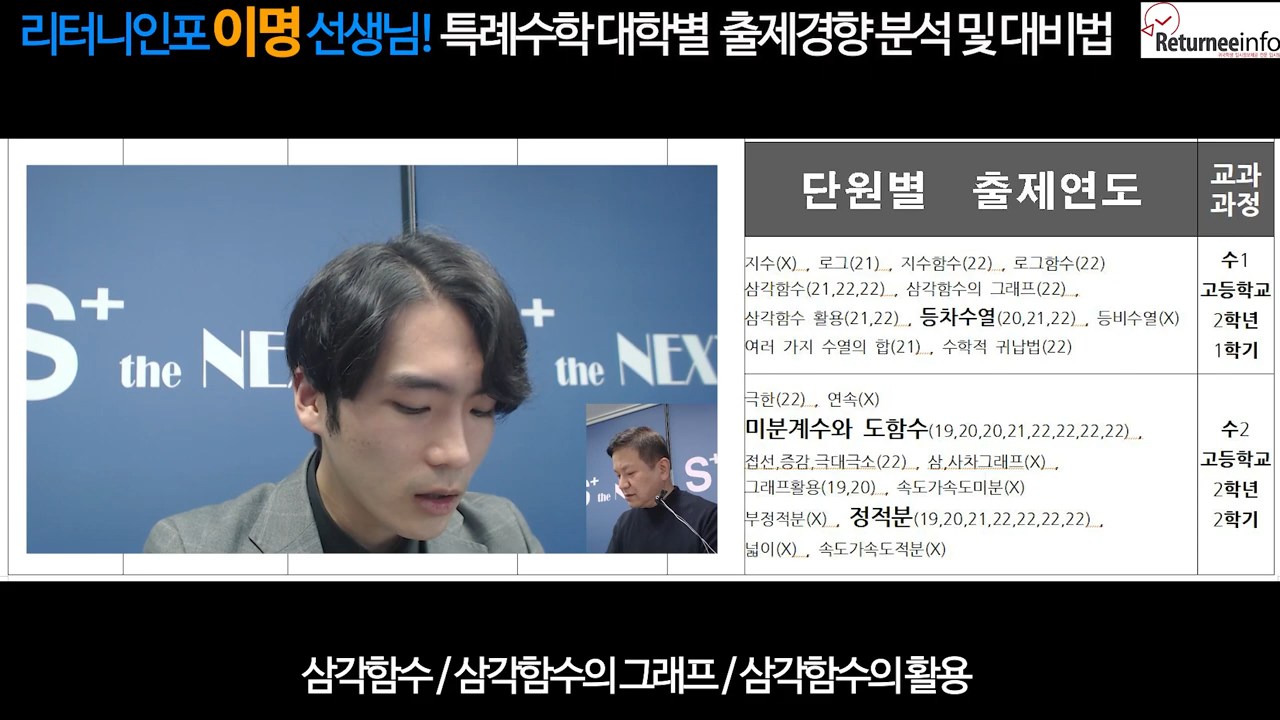 리터니인포 이명 선생님! 특례수학 대학별 출제경향 분석 및 대비법
Returneeinfo
단원별 출제연도
교과
과정
지수(X) , 로그(21) , 지수함수(22) , 로그함수(22)
삼각함수(21,22,22) , 삼각함수의 그래프(22) ,
삼각함수 활용(21,22) , 등차수열(20,21,22) , 등비수열(X)
여러 가지 수열의 합(21) , 수학적 귀납법(22)
수1
고등학교
2학년
1학기
극한(22) , 연속(X)
미분계수와 도함수(19,20,20,21,22,22,22,22) ,
접선,증감,극대극소(22) , 삼,사차그래프(X) ,
그래프활용(19,20) , 속도가속도미분(X)
부정적분(X) , 정적분(19,20,21,22,22,22,22) ,
넓이(X) , 속도가속도적분(X)
수2
고등학교
2학년
2학기
S+
the NE
+
the NEX
S+
the N
삼각함수 / 삼각함수의 그래프 / 삼각함수의 활용